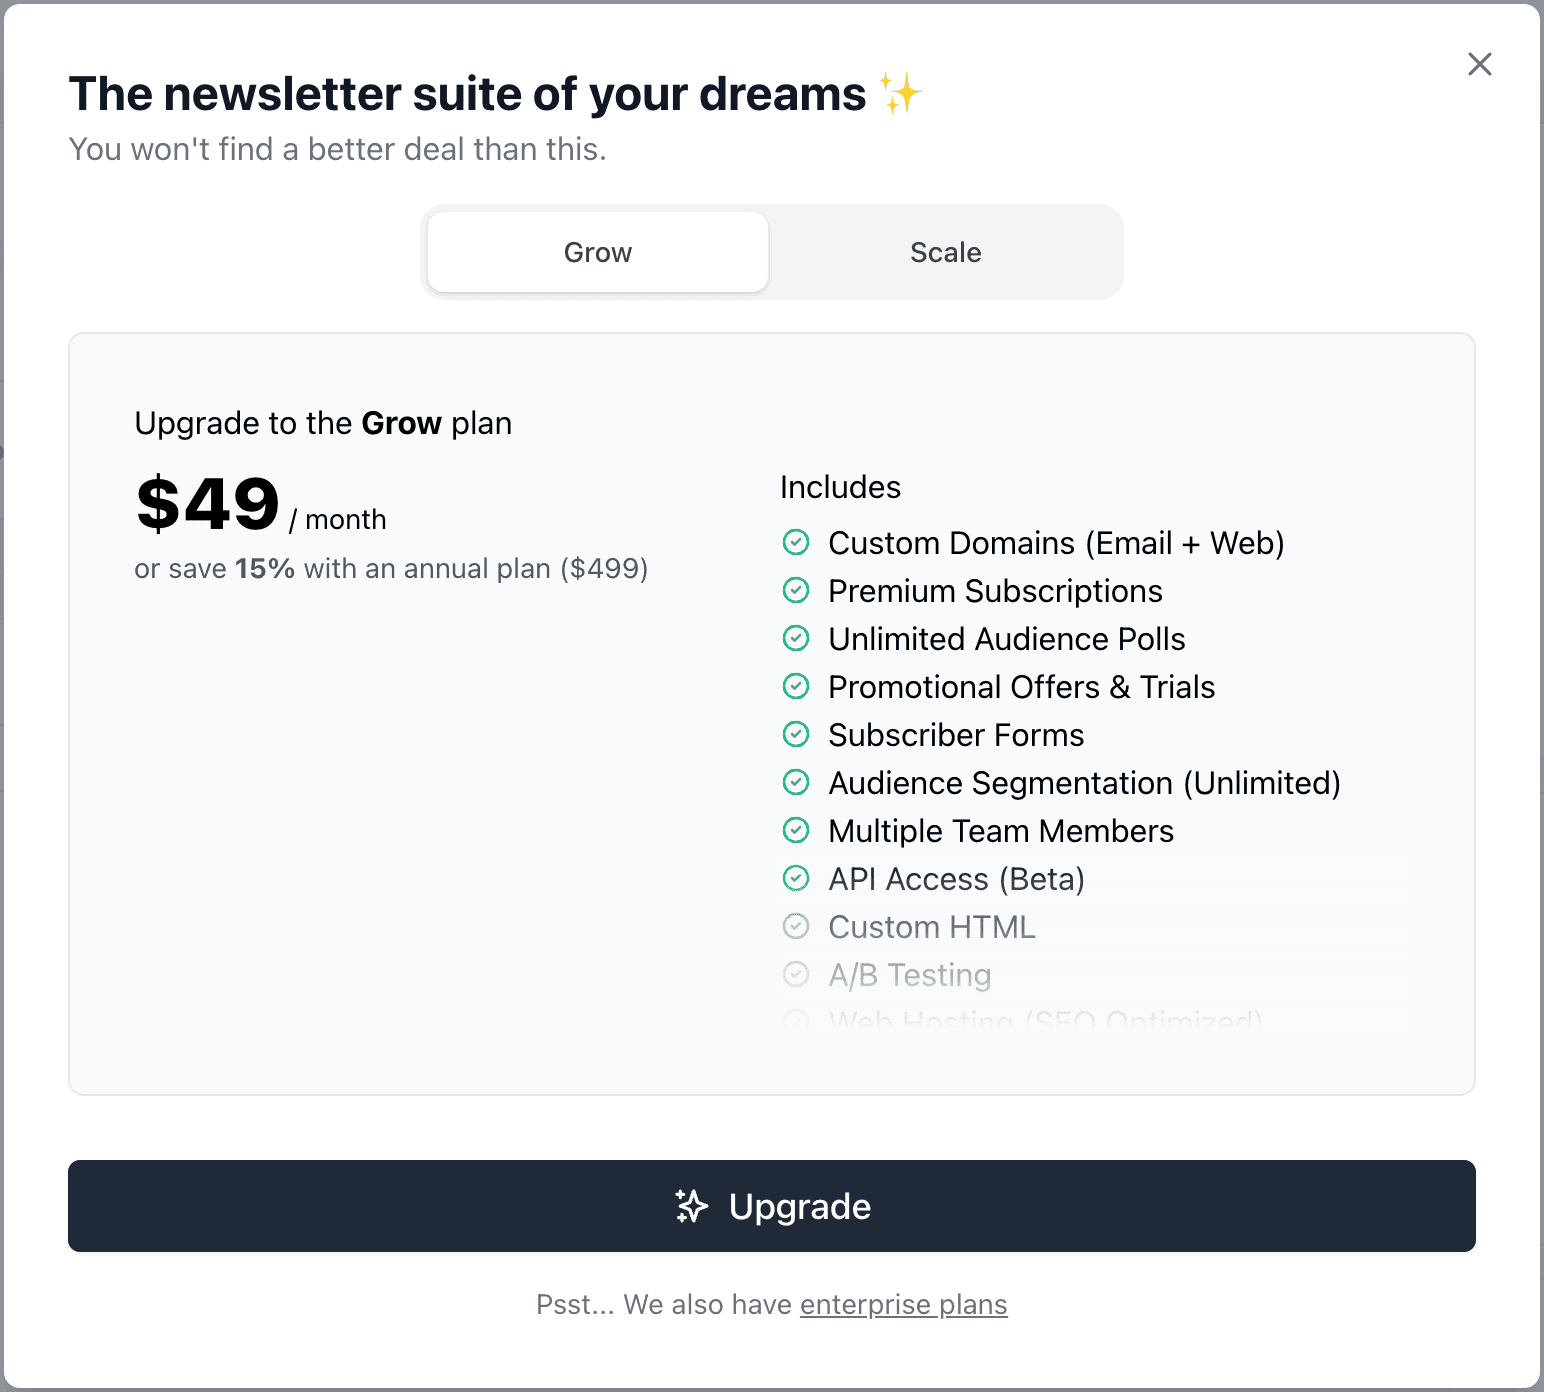 The newsletter suite of your dreams ✨
You won't find a better deal than this.
Grow
Scale
Upgrade to the Grow plan
$49 / month
or save 15% with an annual plan ($499)
Includes
Custom Domains (Email + Web)
Premium Subscriptions
Unlimited Audience Polls
Promotional Offers & Trials
Subscriber Forms
Audience Segmentation (Unlimited)
Multiple Team Members
API Access (Beta)
Custom HTML
A/B Testing
Web Hosting (SEO Optimized)
Upgrade
Psst... We also have enterprise plans